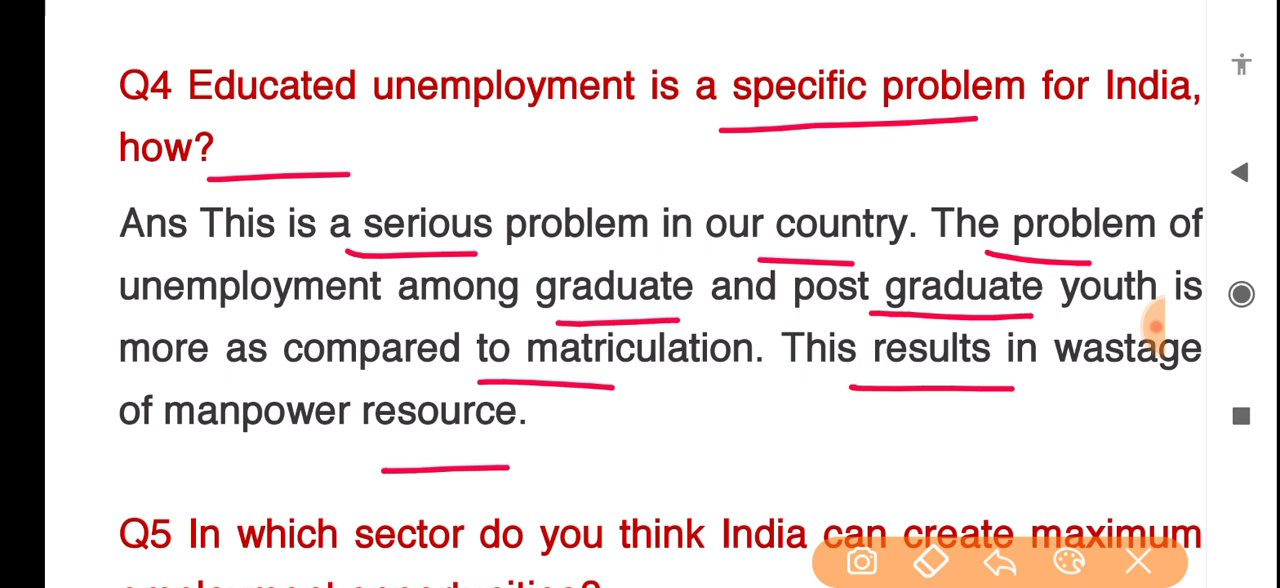 Q4 Educated unemployment is a specific problem for India,
how?
Ans This is a serious problem in our country. The problem of
unemployment among graduate and post graduate youth is
more as compared to matriculation. This results in wastage
of manpower resource.
Q5 In which sector do you think India can create maximum
employment opportunities?